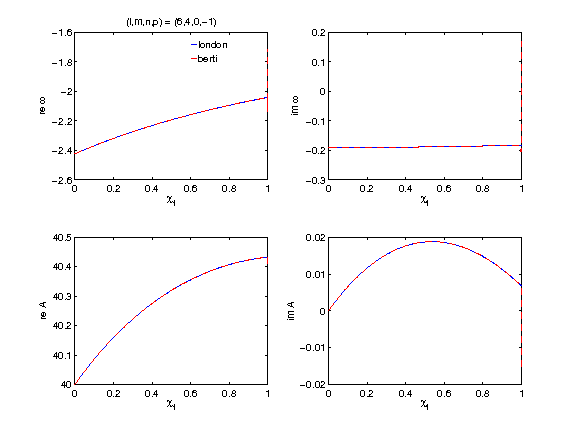 (l,m,n,p) = (6,4,0,−1)
london
berti
re ω
−1.6
−1.8
−2
−2.2
−2.4
−2.6
0 0.2 0.4 0.6 0.8 1
χf
im ω
0.2
0.1
0
−0.1
−0.2
−0.3
0 0.2 0.4 0.6 0.8 1
χf
re A
40.5
40.4
40.3
40.2
40.1
40
0 0.2 0.4 0.6 0.8 1
χf
im A
0.02
0.01
0
−0.01
−0.02
0 0.2 0.4 0.6 0.8 1
χf